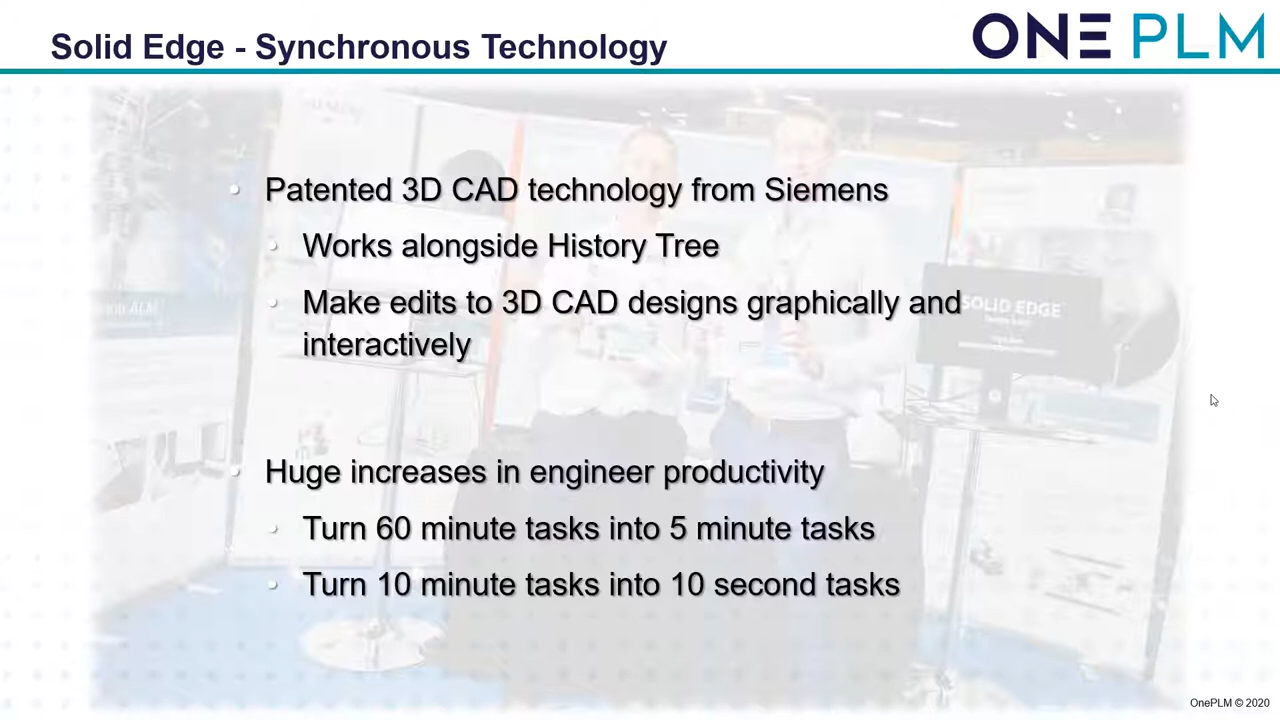 Solid Edge - Synchronous Technology
ONE PLM
Patented 3D CAD technology from Siemens
Works alongside History Tree
Make edits to 3D CAD designs graphically and
interactively
SOLID EDGE
Huge increases in engineer productivity
Turn 60 minute tasks into 5 minute tasks
Turn 10 minute tasks into 10 second tasks
OnePLM © 2020